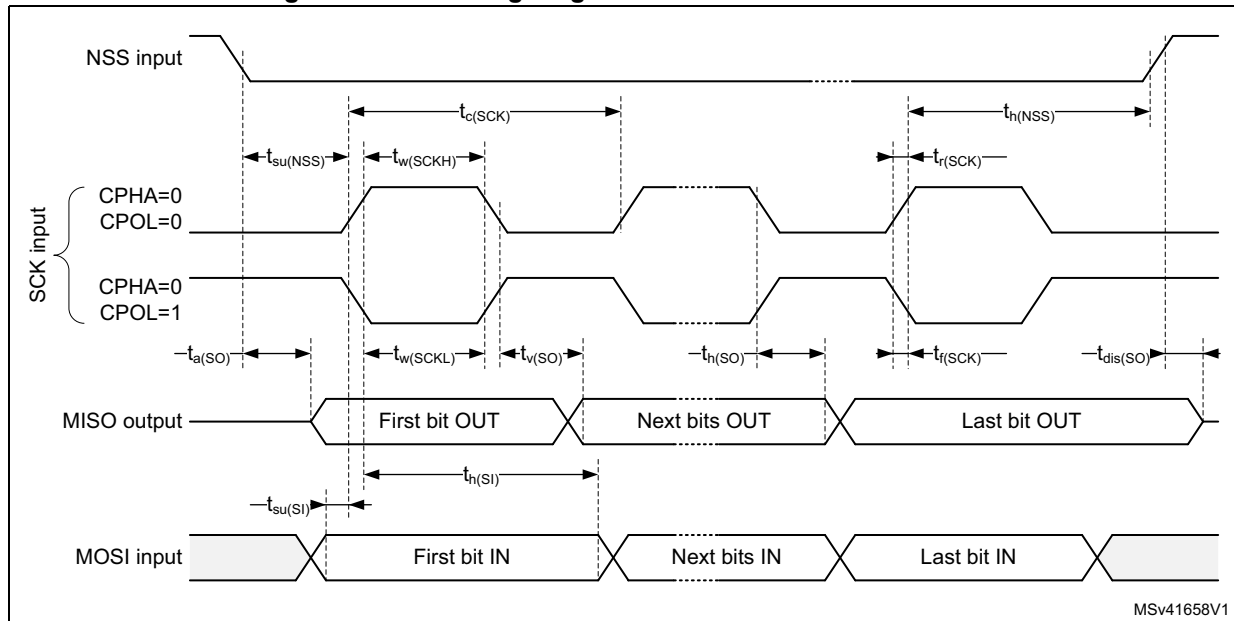 NSS input
tc(SCK)
th(NSS)
tsu(NSS)
tw(SCKH)
tr(SCK)
SCK input
CPHA=0
CPOL=0
CPHA=0
CPOL=1
ta(SO)
tw(SCKL)
tv(SO)
th(SO)
tf(SCK)
tdis(SO)
MISO output
First bit OUT
Next bits OUT
Last bit OUT
th(SI)
tsu(SI)
MOSI input
First bit IN
Next bits IN
Last bit IN
MSv41658V1